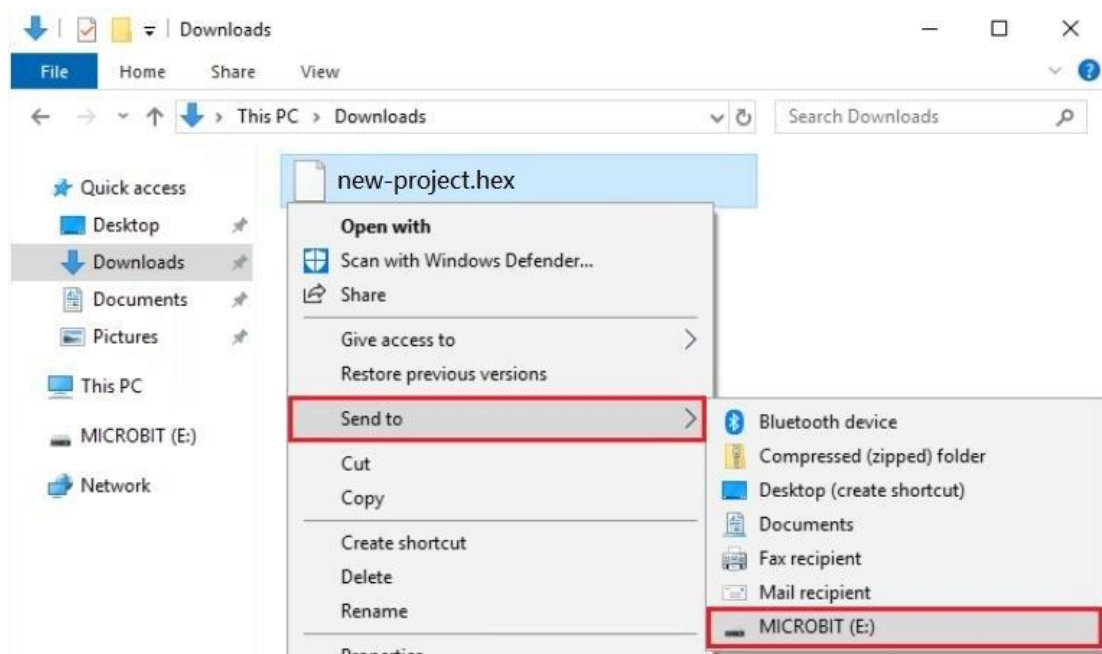 Downloads
File Home Share View
This PC > Downloads
Search Downloads
new-project.hex
Quick access
Desktop
Downloads
Documents
Pictures
This PC
MICROBIT (E:)
Network
Open with
Scan with Windows Defender...
Share
Give access to
Restore previous versions
Send to
Cut
Copy
Create shortcut
Delete
Rename
Bluetooth device
Compressed (zipped) folder
Desktop (create shortcut)
Documents
Fax recipient
Mail recipient
MICROBIT (E:)